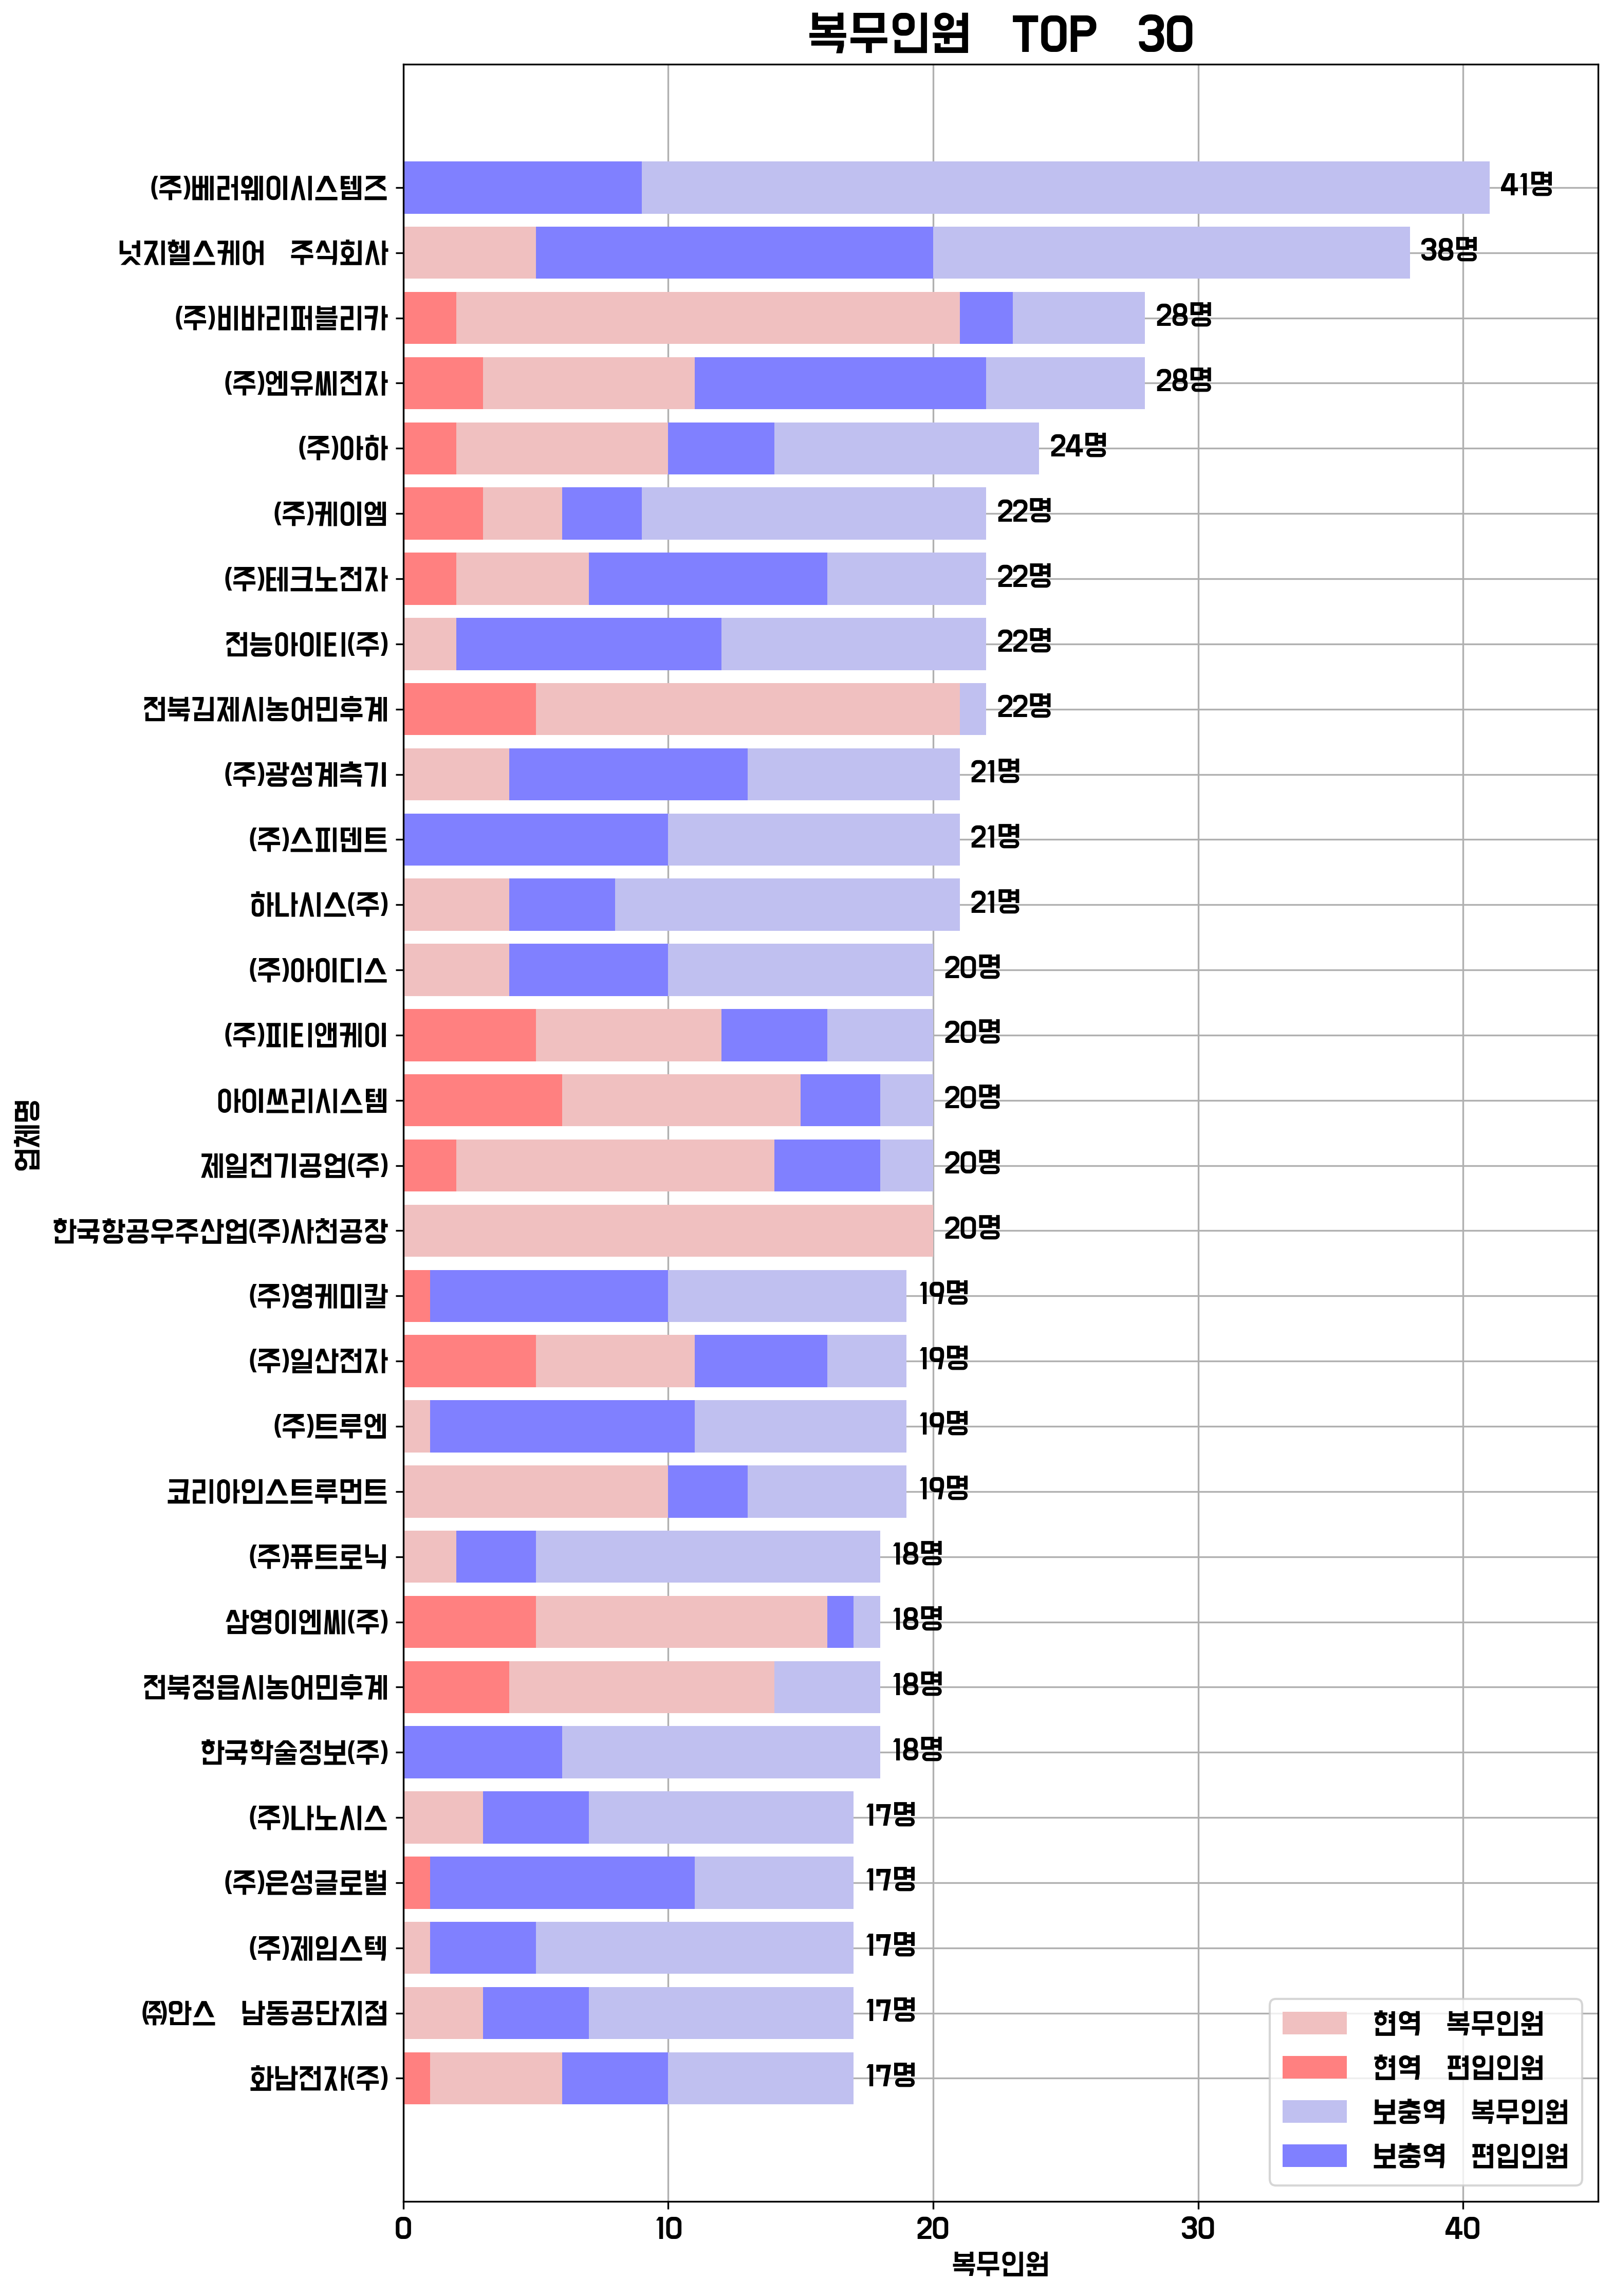 복무인원 TOP 30
(주)베러웨이시스템즈 41명
넛지헬스케어 주식회사 38명
(주)비바리퍼블리카 28명
(주)엔유씨전자 28명
(주)아하 24명
(주)케이엠 22명
(주)테크노전자 22명
전능아이티(주) 22명
전북김제시농어민후계 22명
(주)광성계측기 21명
(주)스피덴트 21명
하나시스(주) 21명
(주)아이디스 20명
(주)피티앤케이 20명
아이쓰리시스템 20명
제일전기공업(주) 20명
한국항공우주산업(주)사천공장 20명
(주)영케미칼 19명
(주)일산전자 19명
(주)트루엔 19명
코리아인스트루먼트 19명
(주)퓨트로닉 18명
삼영이엔씨(주) 18명
전북정읍시농어민후계 18명
한국학술정보(주) 18명
(주)나노시스 17명
(주)은성글로벌 17명
(주)제임스텍 17명
㈜안스 남동공단지점 17명
화남전자(주) 17명
업체명
현역 복무인원
현역 편입인원
보충역 복무인원
보충역 편입인원
0 10 20 30 40
복무인원